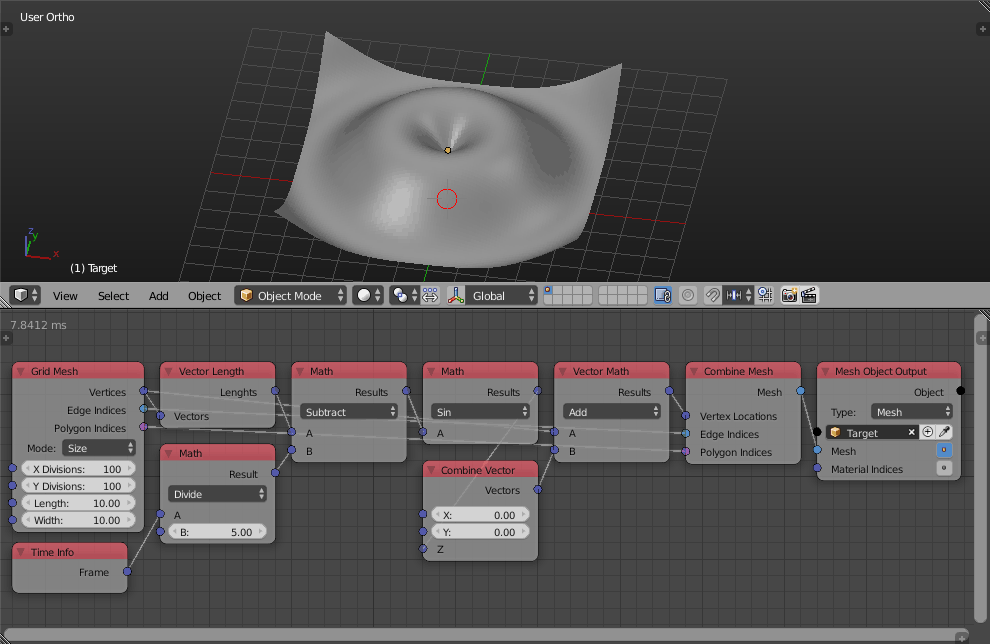 User Ortho
z
y
x
(1) Target
View Select Add Object Object Mode Global
7.8412 ms
Grid Mesh
Vertices
Edge Indices
Polygon Indices
Mode: Size
X Divisions: 100
Y Divisions: 100
Length: 10.00
Width: 10.00
Time Info
Frame
Vector Length
Lenghts
Vectors
Math
Result
Divide
A
B: 5.00
Math
Results
Subtract
A
B
Math
Results
Sin
A
Combine Vector
Vectors
X: 0.00
Y: 0.00
Z
Vector Math
Results
Add
A
B
Combine Mesh
Mesh
Vertex Locations
Edge Indices
Polygon Indices
Mesh Object Output
Object
Type: Mesh
Target
Mesh
Material Indices